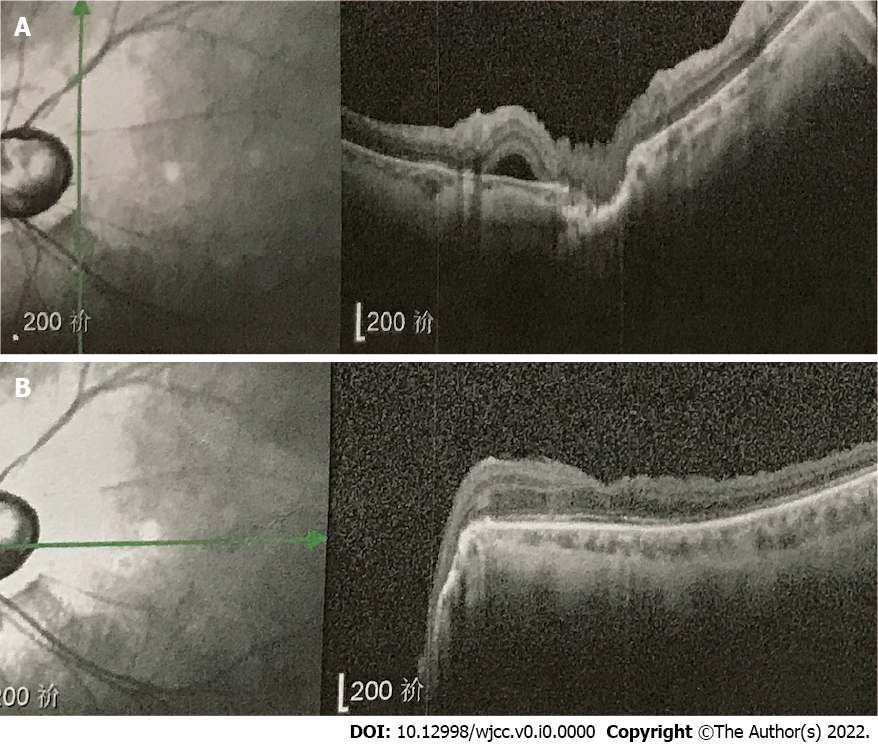 A
200 祄
200 祄
B
200 祄
200 祄
DOI: 10.12998/wjcc.v0.i0.0000 Copyright ©The Author(s) 2022.